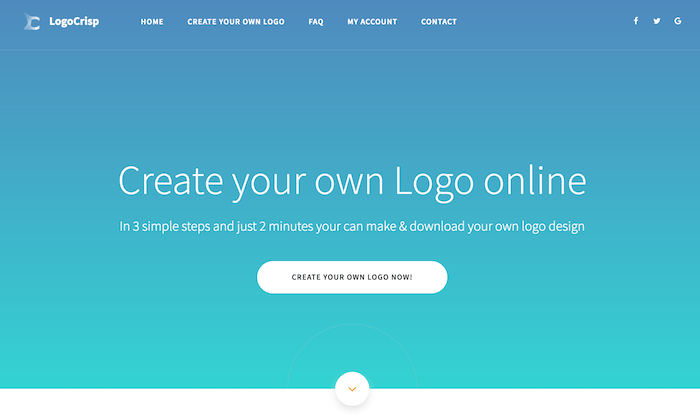 LogoCrisp HOME CREATE YOUR OWN LOGO FAQ MY ACCOUNT CONTACT
Create your own Logo online
In 3 simple steps and just 2 minutes your can make & download your own logo design
CREATE YOUR OWN LOGO NOW!